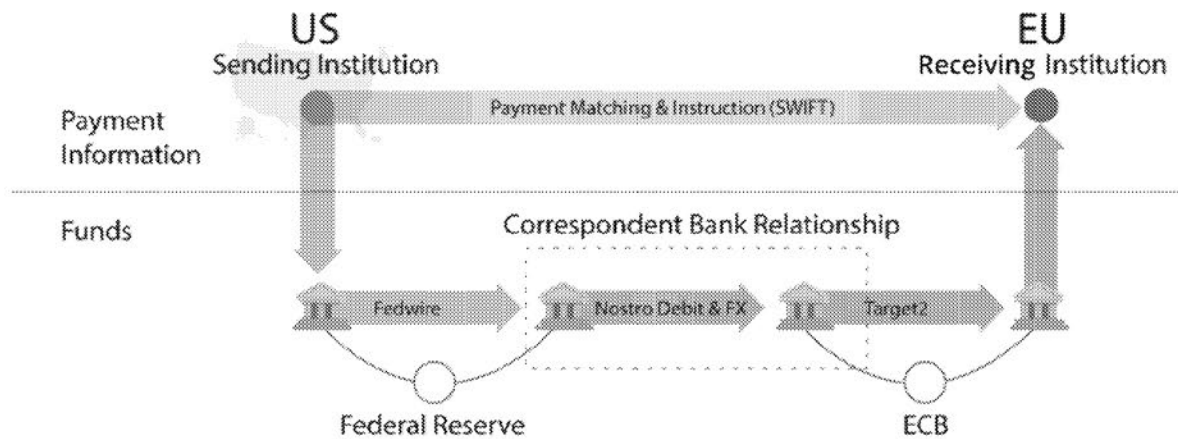 US
Sending Institution
EU
Receiving Institution
Payment Matching & Instruction (SWIFT)
Payment
Information
Funds
Correspondent Bank Relationship
Fedwire
Nostro Debit & FX
Target2
Federal Reserve
ECB